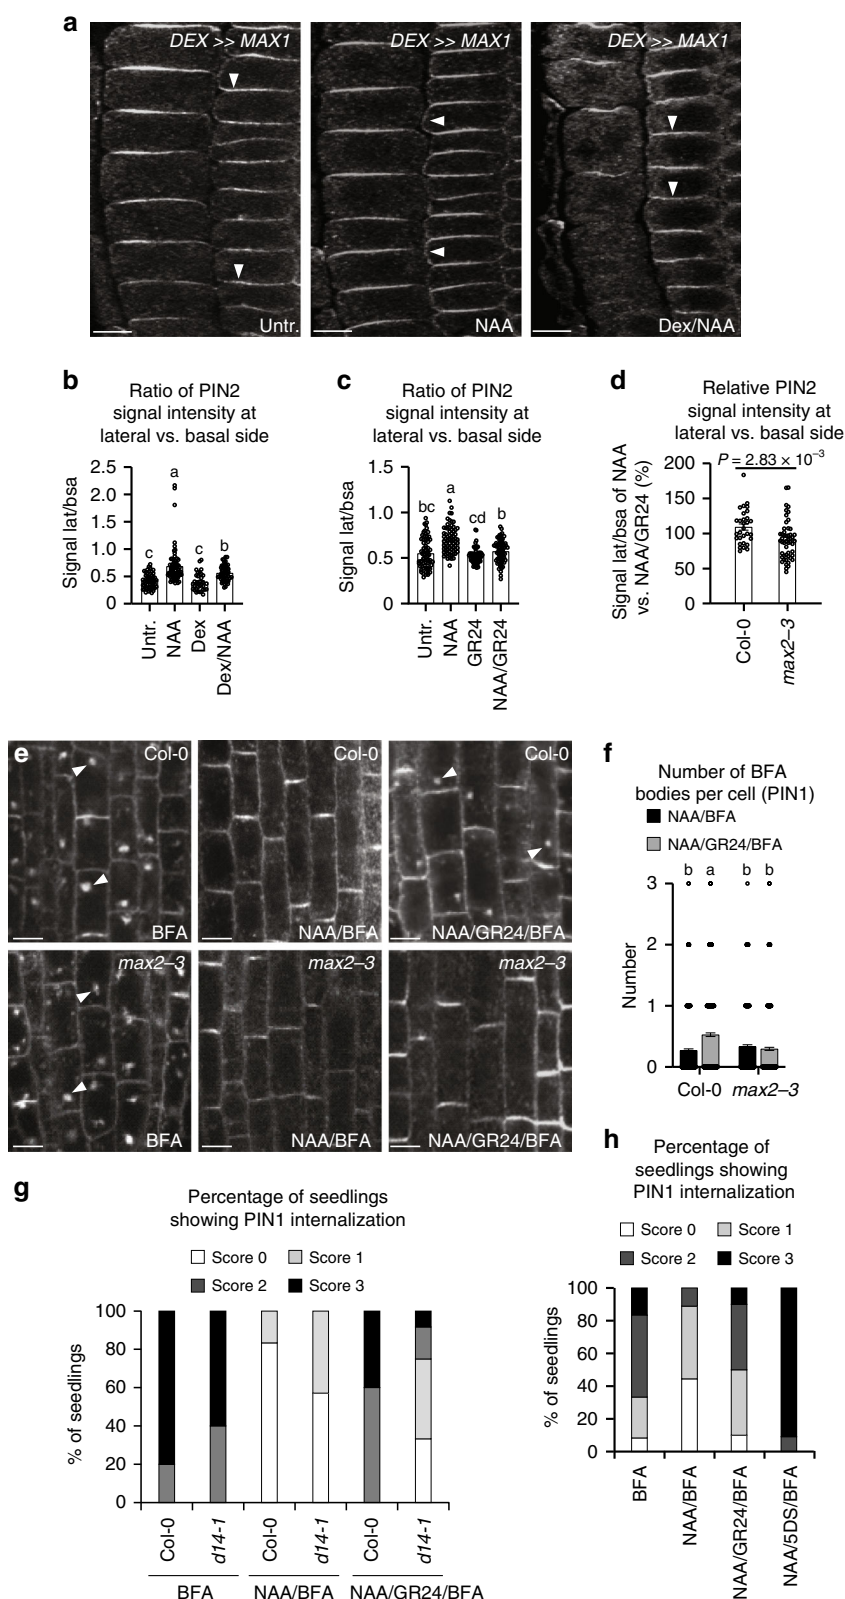 a
DEX >> MAX1
DEX >> MAX1
DEX >> MAX1
Untr.
NAA
Dex/NAA
b
Ratio of PIN2
signal intensity at
lateral vs. basal side
Signal lat/bsa
2.5
2.0
1.5
1.0
0.5
0
c
a
c
b
Untr.
NAA
Dex
Dex/NAA
c
Ratio of PIN2
signal intensity at
lateral vs. basal side
Signal lat/bsa
1.5
1.0
0.5
0
bc
a
cd
b
Untr.
NAA
GR24
NAA/GR24
d
Relative PIN2
signal intensity at
lateral vs. basal side
P = 2.83 × 10⁻³
Signal lat/bsa of NAA
vs. NAA/GR24 (%)
200
150
100
50
0
Col-0
max2–3
e
Col-0
Col-0
Col-0
BFA
NAA/BFA
NAA/GR24/BFA
max2–3
max2–3
max2–3
BFA
NAA/BFA
NAA/GR24/BFA
f
Number of BFA
bodies per cell (PIN1)
NAA/BFA
NAA/GR24/BFA
b
a
b
b
Number
3
2
1
0
Col-0
max2–3
g
Percentage of seedlings
showing PIN1 internalization
Score 0
Score 1
Score 2
Score 3
% of seedlings
100
80
60
40
20
0
Col-0
d14-1
Col-0
d14-1
Col-0
d14-1
BFA
NAA/BFA
NAA/GR24/BFA
h
Percentage of
seedlings showing
PIN1 internalization
Score 0
Score 1
Score 2
Score 3
% of seedlings
100
80
60
40
20
0
BFA
NAA/BFA
NAA/GR24/BFA
NAA/5DS/BFA